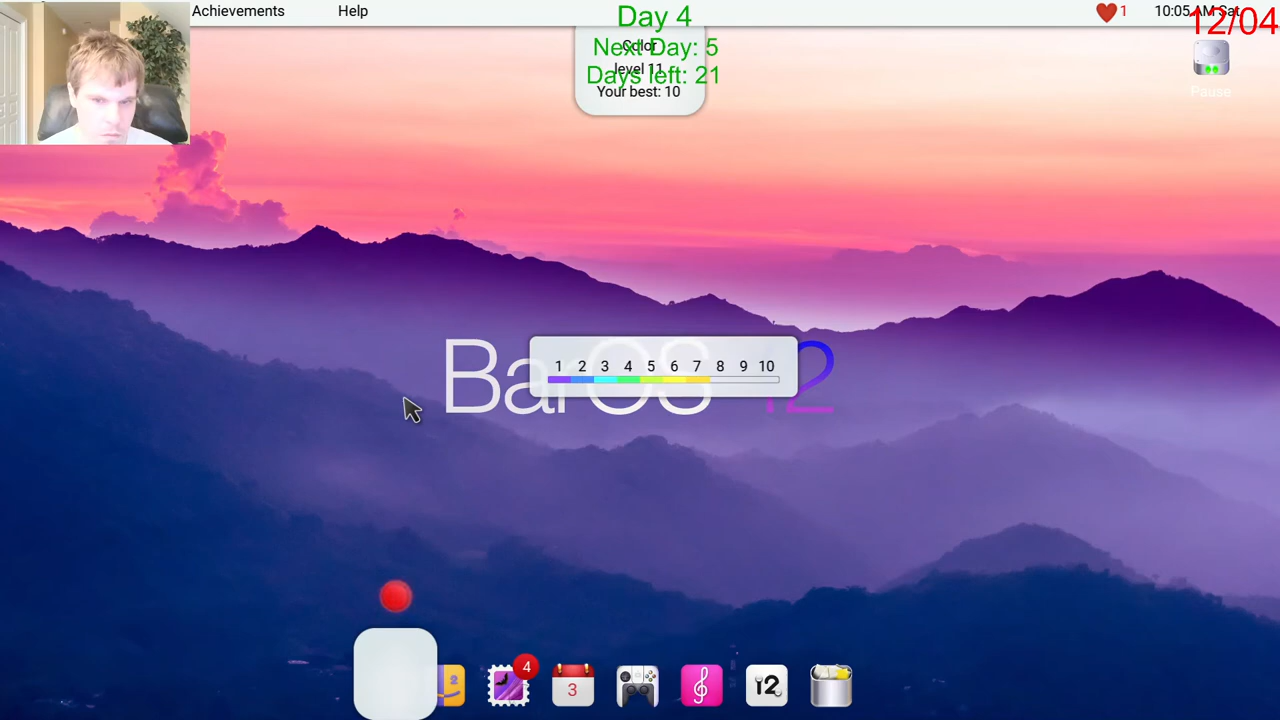 Achievements Help
Day 4
1
10:05 AM Sat
12/04
Color
Next Day: 5
level 11
Days left: 21
Your best: 10
Pause
1 2 3 4 5 6 7 8 9 10
BarOS 12
2
4
3
12